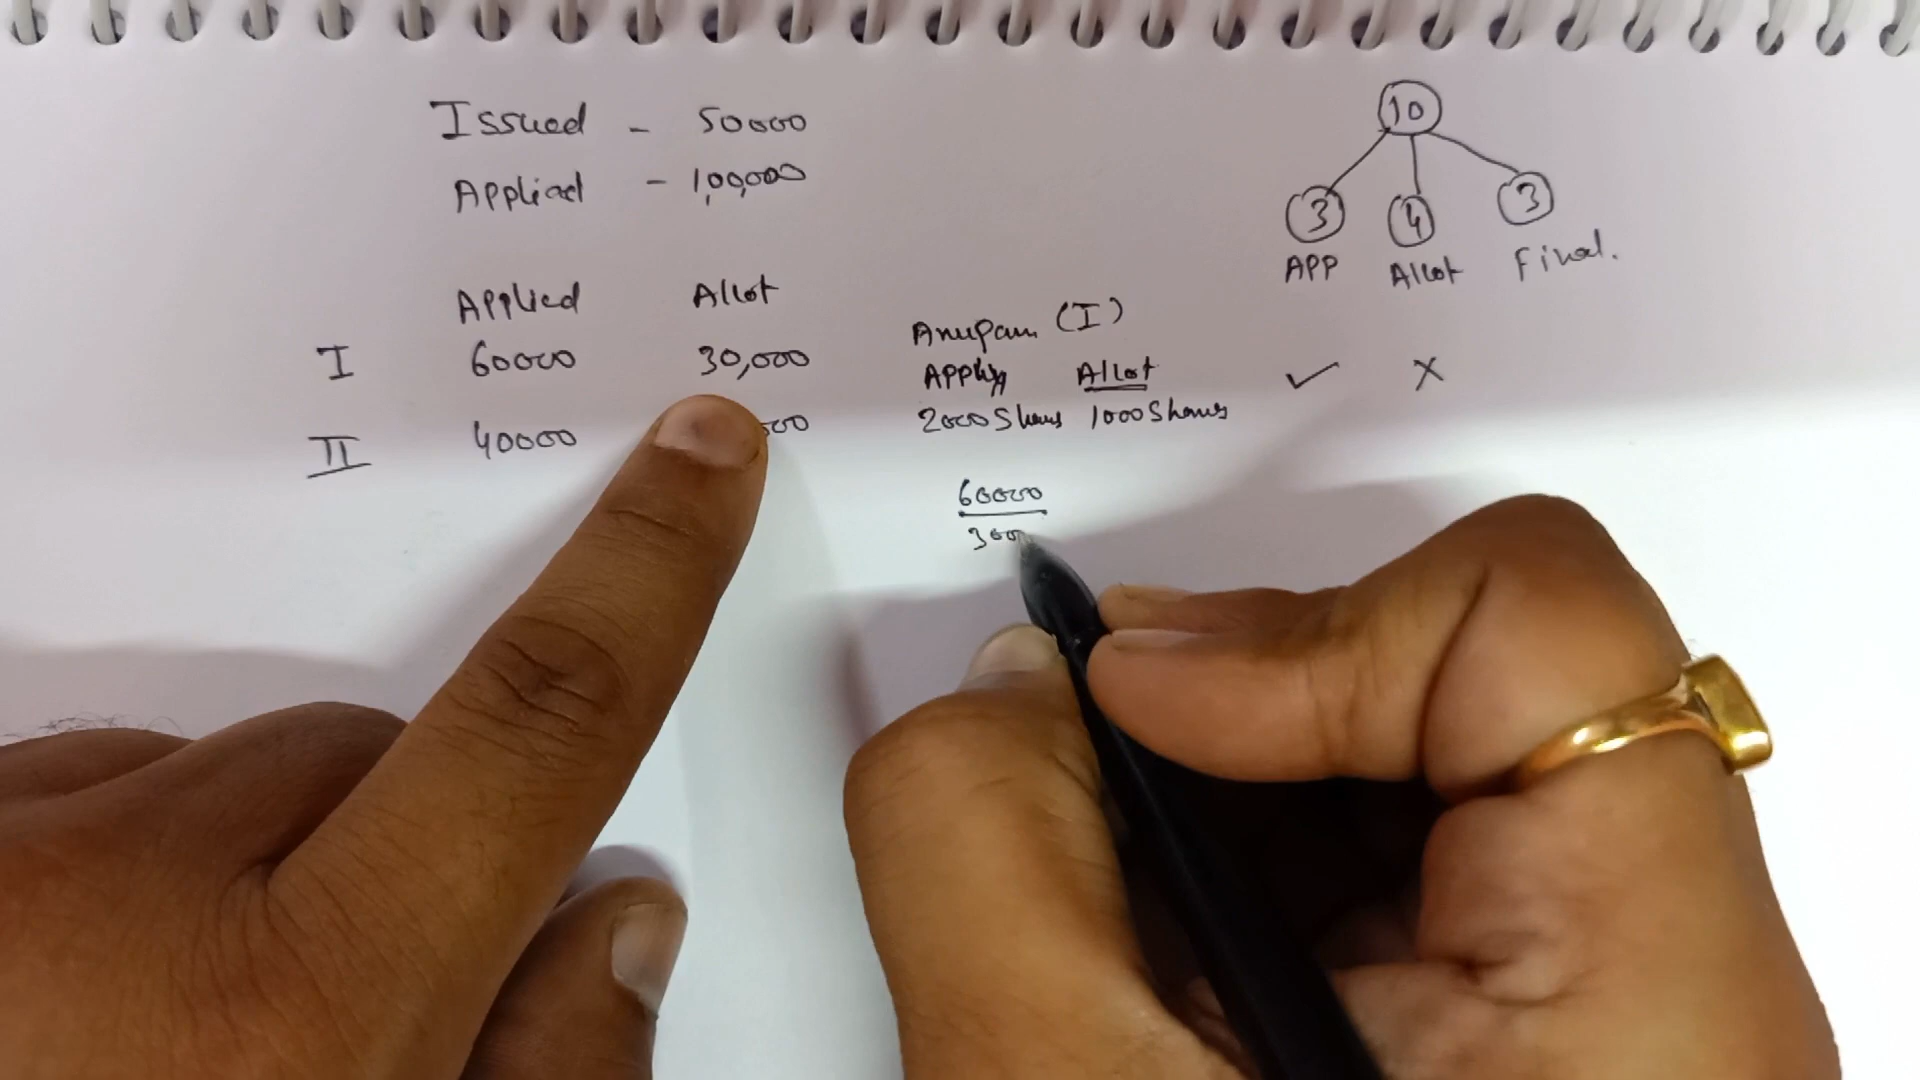 Issued - 50000
Applied - 1,00,000
10
3 4 3
APP Allot Final.
Applied Allot
I 60000 30,000
II 40000
Anupam (I)
Apply Allot ✓ X
2000 Shares 1000 Shares
60000